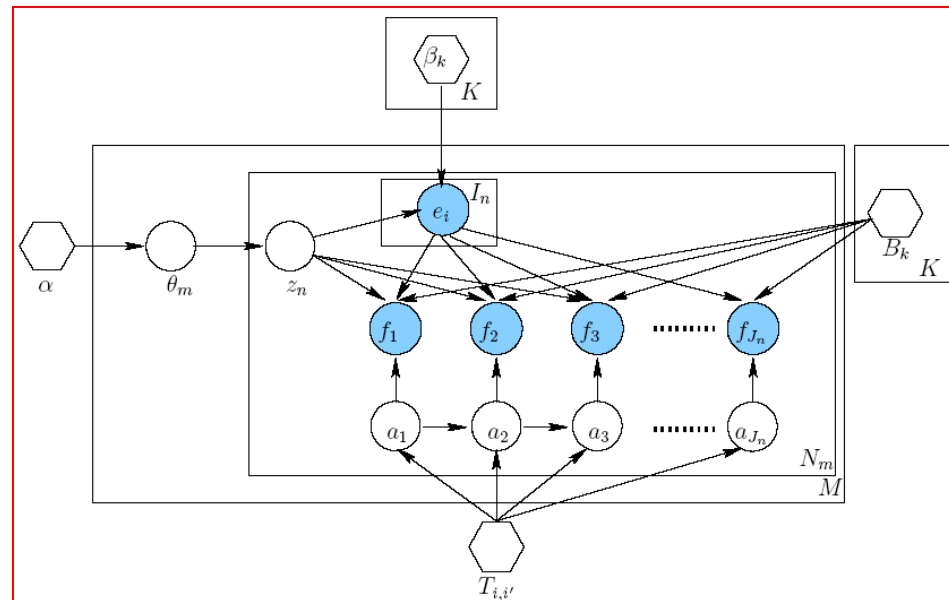 β_k
K
I_n
e_i
α
θ_m
z_n
B_k
K
f_1 f_2 f_3 f_{J_n}
a_1 a_2 a_3 a_{J_n}
N_m
M
T_{i,i'}